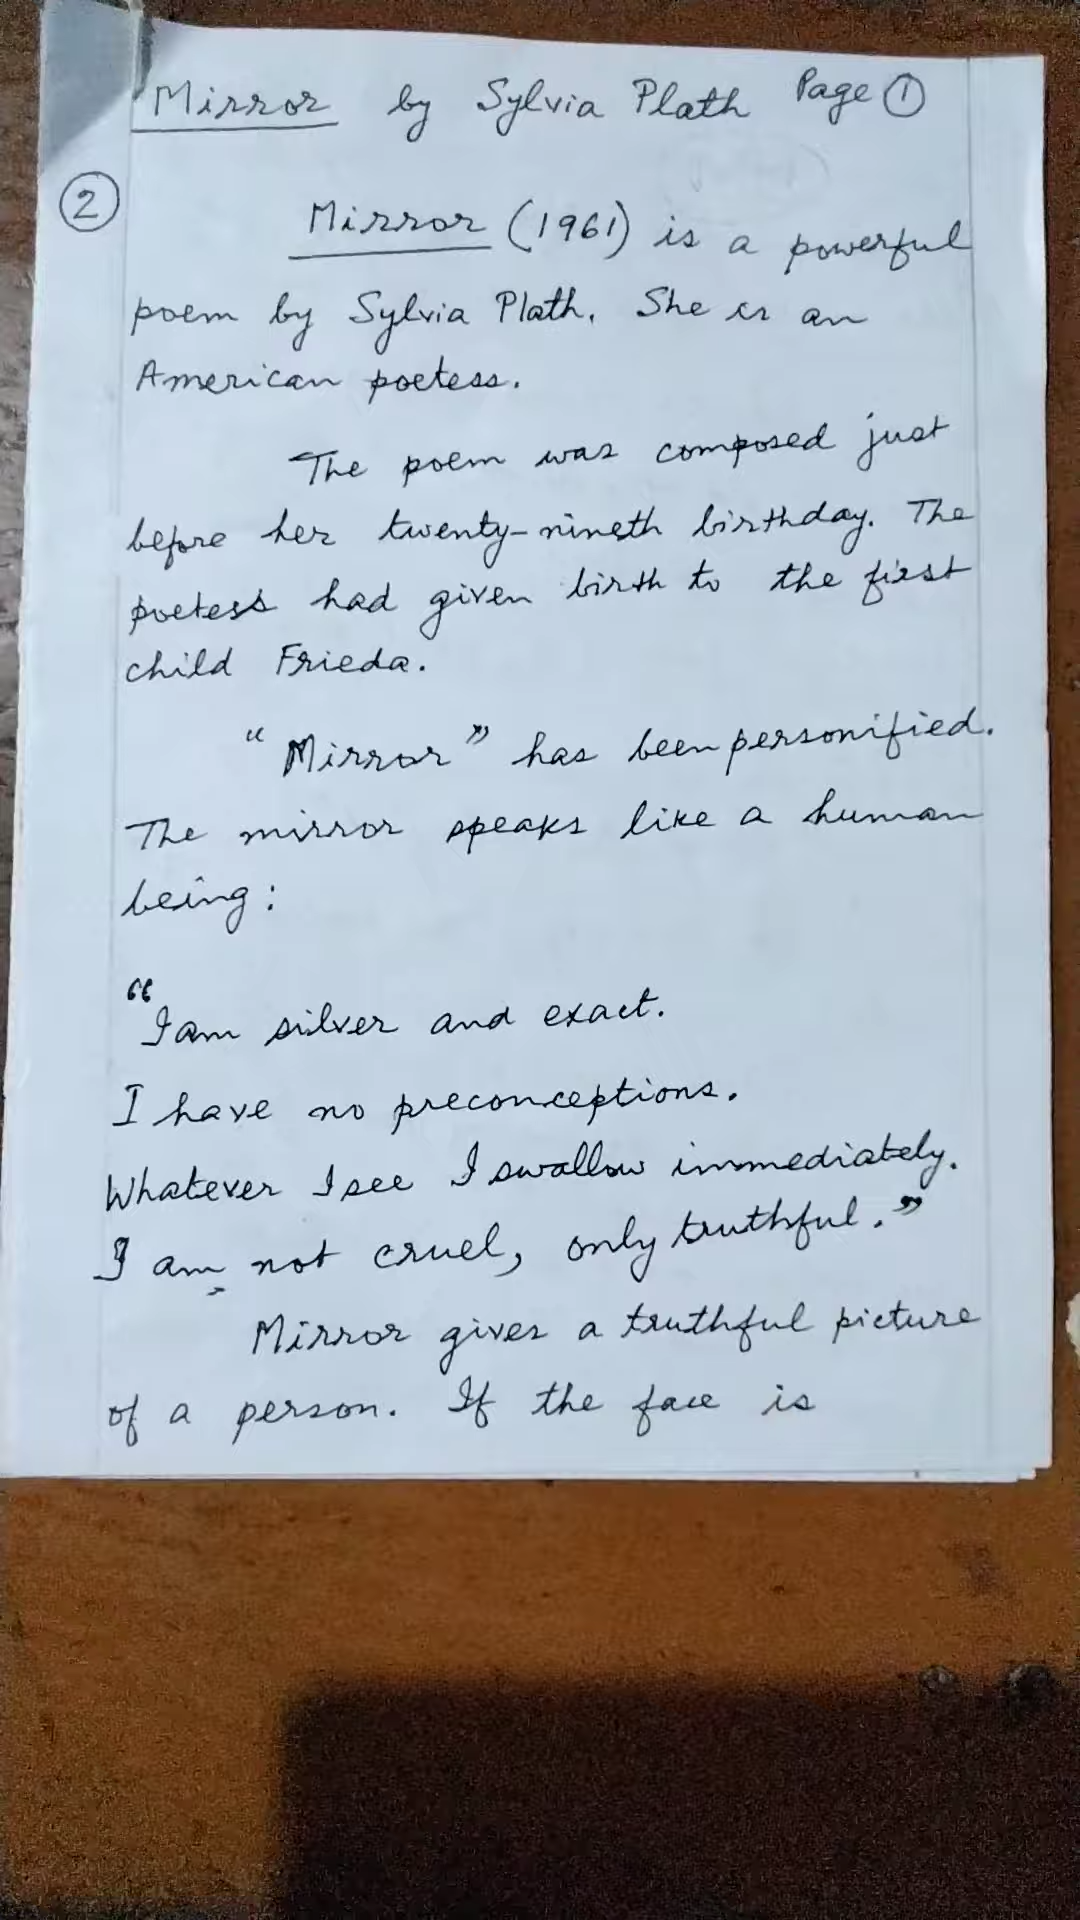 Mirror by Sylvia Plath Page 1
2
Mirror (1961) is a powerful
poem by Sylvia Plath. She is an
American poetess.
The poem was composed just
before her twenty-nineth birthday. The
poetess had given birth to the first
child Frieda.
"Mirror" has been personified.
The mirror speaks like a human
being:
"I am silver and exact.
I have no preconceptions.
Whatever I see I swallow immediately.
I am not cruel, only truthful."
Mirror gives a truthful picture
of a person. If the face is